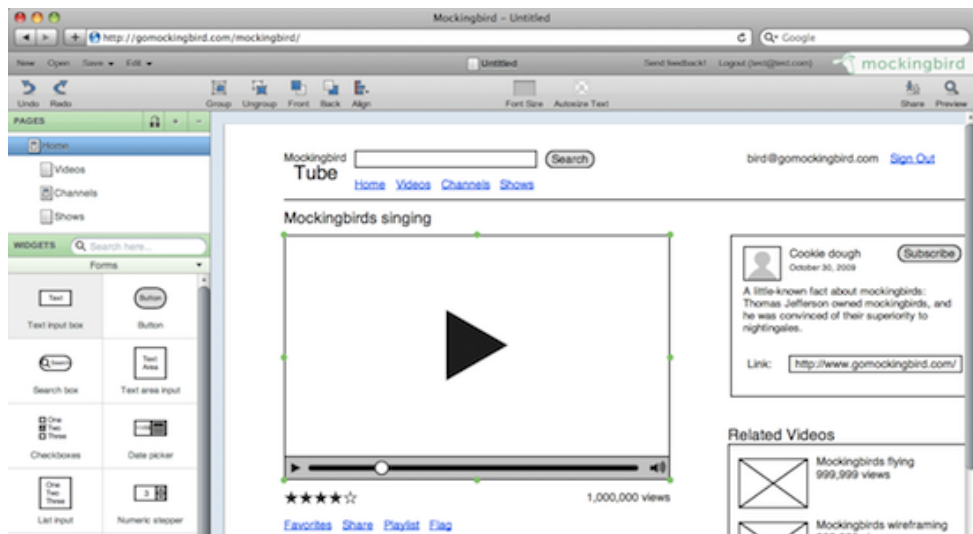 Mockingbird – Untitled
http://gomockingbird.com/mockingbird/
Google
New Open Save Edit
Untitled
Send feedback! Logout (test@test.com)
mockingbird
Undo Redo
Group Ungroup Front Back Align
Font Size Autosize Text
Share Preview
PAGES
Home
Videos
Channels
Shows
WIDGETS
Search here...
Forms
Text
Text input box
Button
Button
Search
Search box
Text
Area
Text area input
One
Two
Three
Checkboxes
Date picker
One
Two
Three
List input
3
Numeric stepper
Mockingbird
Tube
Search
Home Videos Channels Shows
bird@gomockingbird.com Sign Out
Mockingbirds singing
1,000,000 views
Favorites Share Playlist Flag
Cookie dough
October 30, 2009
Subscribe
A little-known fact about mockingbirds:
Thomas Jefferson owned mockingbirds, and
he was convinced of their superiority to
nightingales.
Link: http://www.gomockingbird.com/
Related Videos
Mockingbirds flying
999,999 views
Mockingbirds wireframing